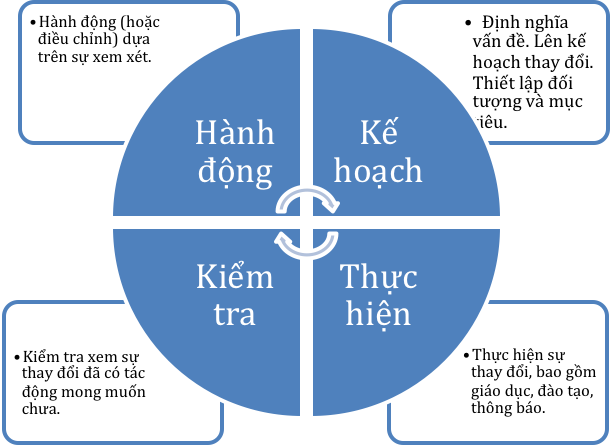 • Hành động (hoặc
điều chỉnh) dựa
trên sự xem xét.
• Định nghĩa
vấn đề. Lên kế
hoạch thay đổi.
Thiết lập đối
tượng và mục
tiêu.
Hành
động
Kế
hoạch
Kiểm
tra
Thực
hiện
• Kiểm tra xem sự
thay đổi đã có tác
động mong muốn
chưa.
• Thực hiện sự
thay đổi, bao gồm
giáo dục, đào tạo,
thông báo.